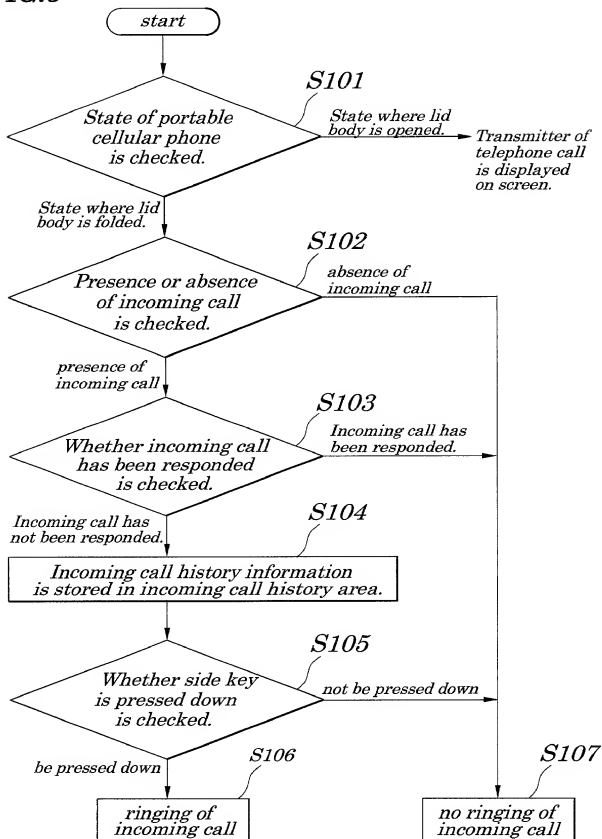 start
S101
State of portable
cellular phone
is checked.
State where lid
body is opened.
Transmitter of
telephone call
is displayed
on screen.
State where lid
body is folded.
S102
Presence or absence
of incoming call
is checked.
absence of
incoming call
presence of
incoming call
S103
Whether incoming call
has been responded
is checked.
Incoming call has
been responded.
Incoming call has
not been responded.
S104
Incoming call history information
is stored in incoming call history area.
S105
Whether side key
is pressed down
is checked.
not be pressed down
be pressed down
S106
ringing of
incoming call
S107
no ringing of
incoming call